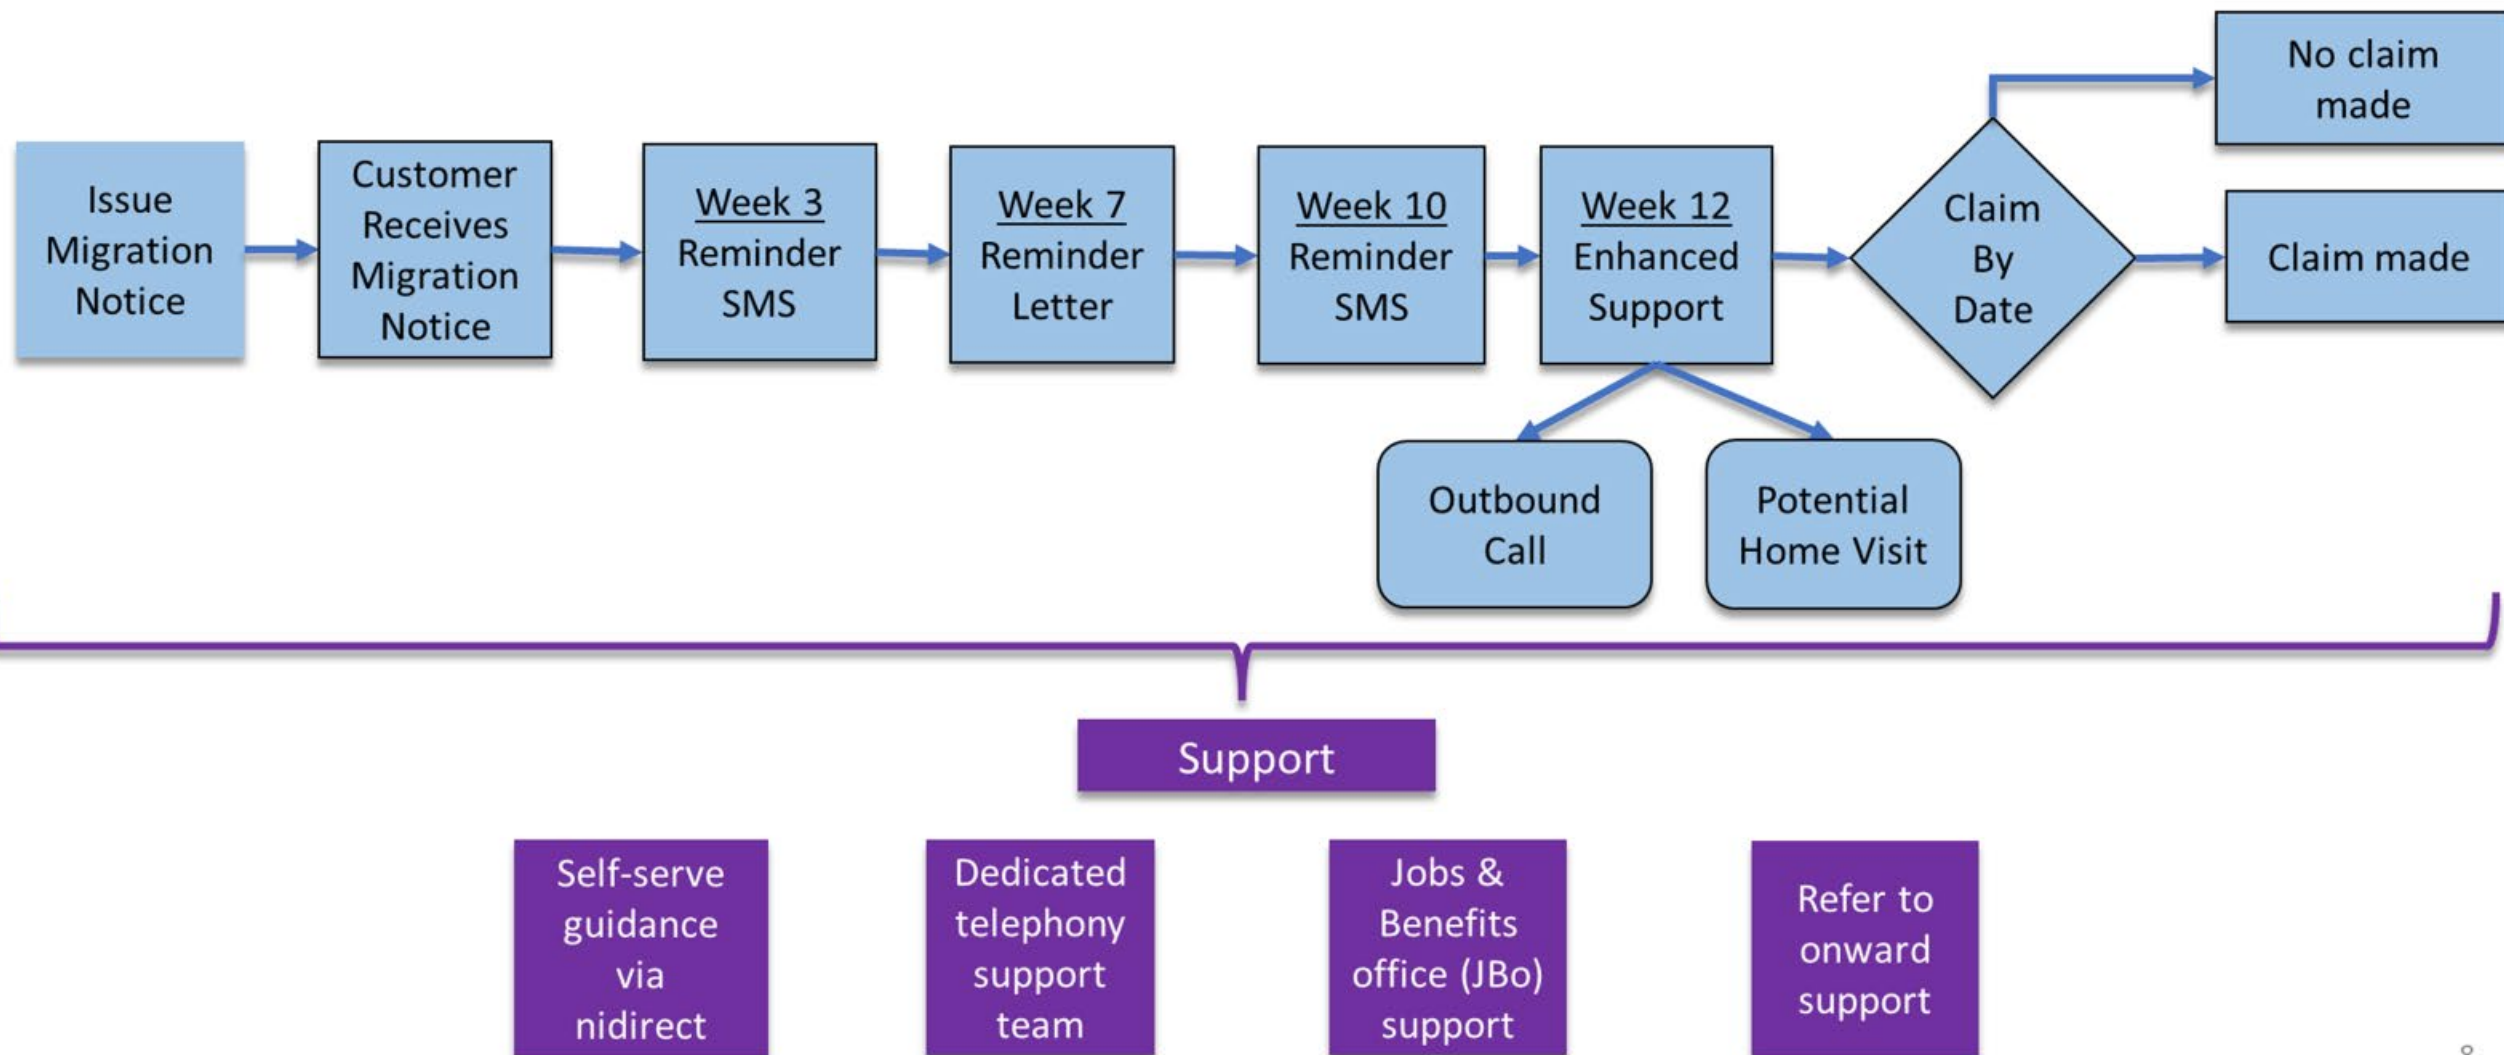 No claim
made
Issue
Migration
Notice
Customer
Receives
Migration
Notice
Week 3
Reminder
SMS
Week 7
Reminder
Letter
Week 10
Reminder
SMS
Week 12
Enhanced
Support
Claim
By
Date
Claim made
Outbound
Call
Potential
Home Visit
Support
Self-serve
guidance
via
nidirect
Dedicated
telephony
support
team
Jobs &
Benefits
office (JBo)
support
Refer to
onward
support